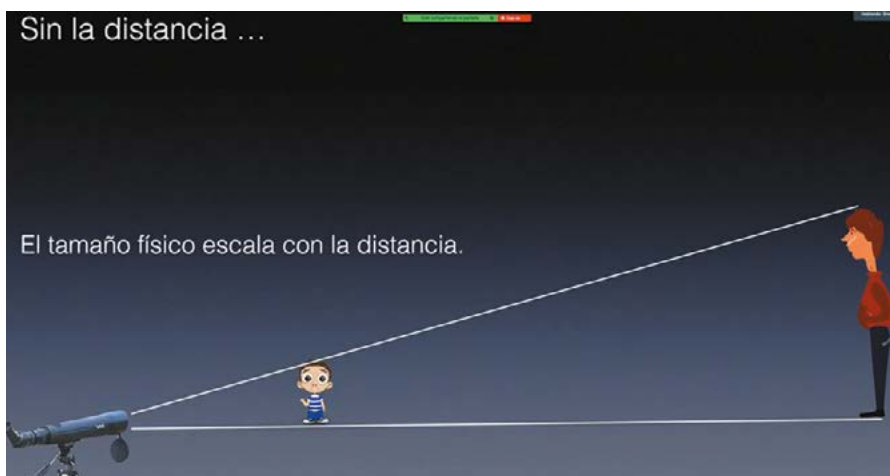 Sin la distancia ...
El tamaño físico escala con la distancia.